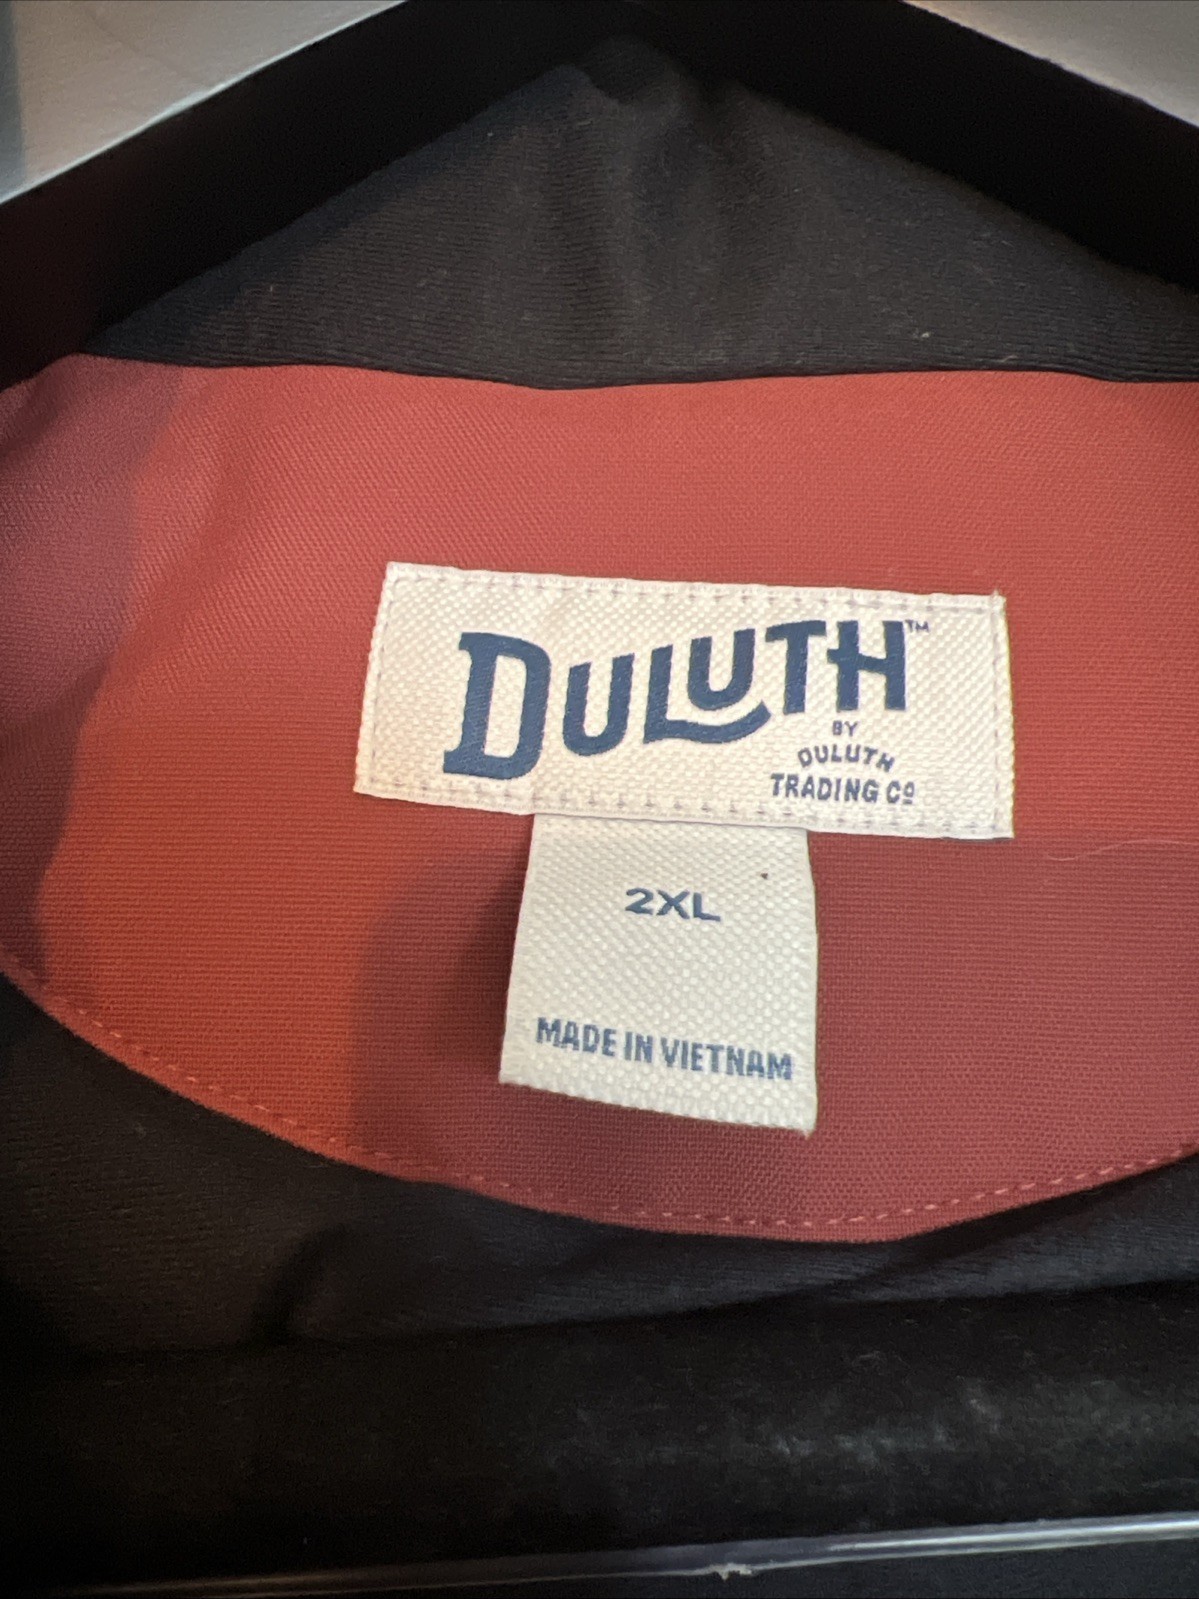 DULUTH™
BY
DULUTH
TRADING Cº
2XL
MADE IN VIETNAM